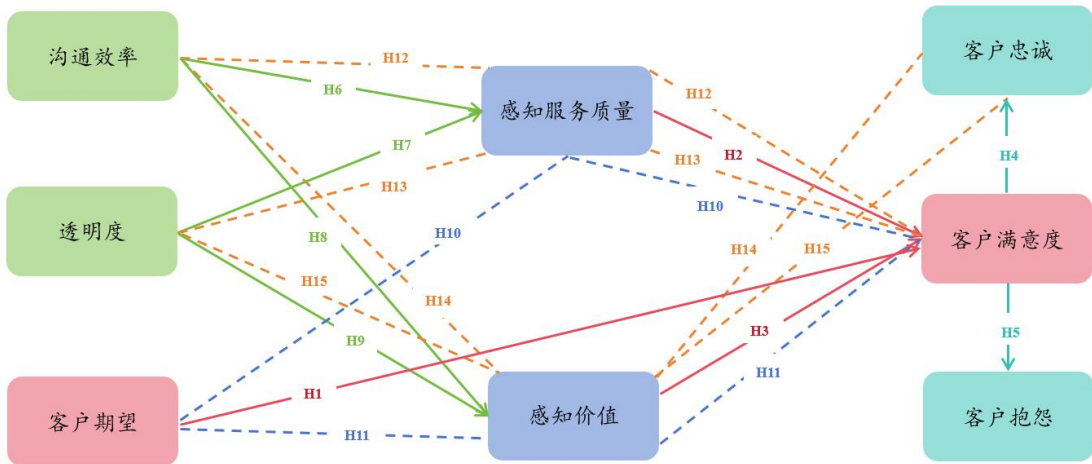 沟通效率
客户忠诚
H12
H6
感知服务质量
H12
H7
H13
H2
H13
H4
透明度
H10
H8
H10
H14
H15
客户满意度
H15
H14
H9
H3
H5
H1
H11
客户期望
H11
感知价值
客户抱怨